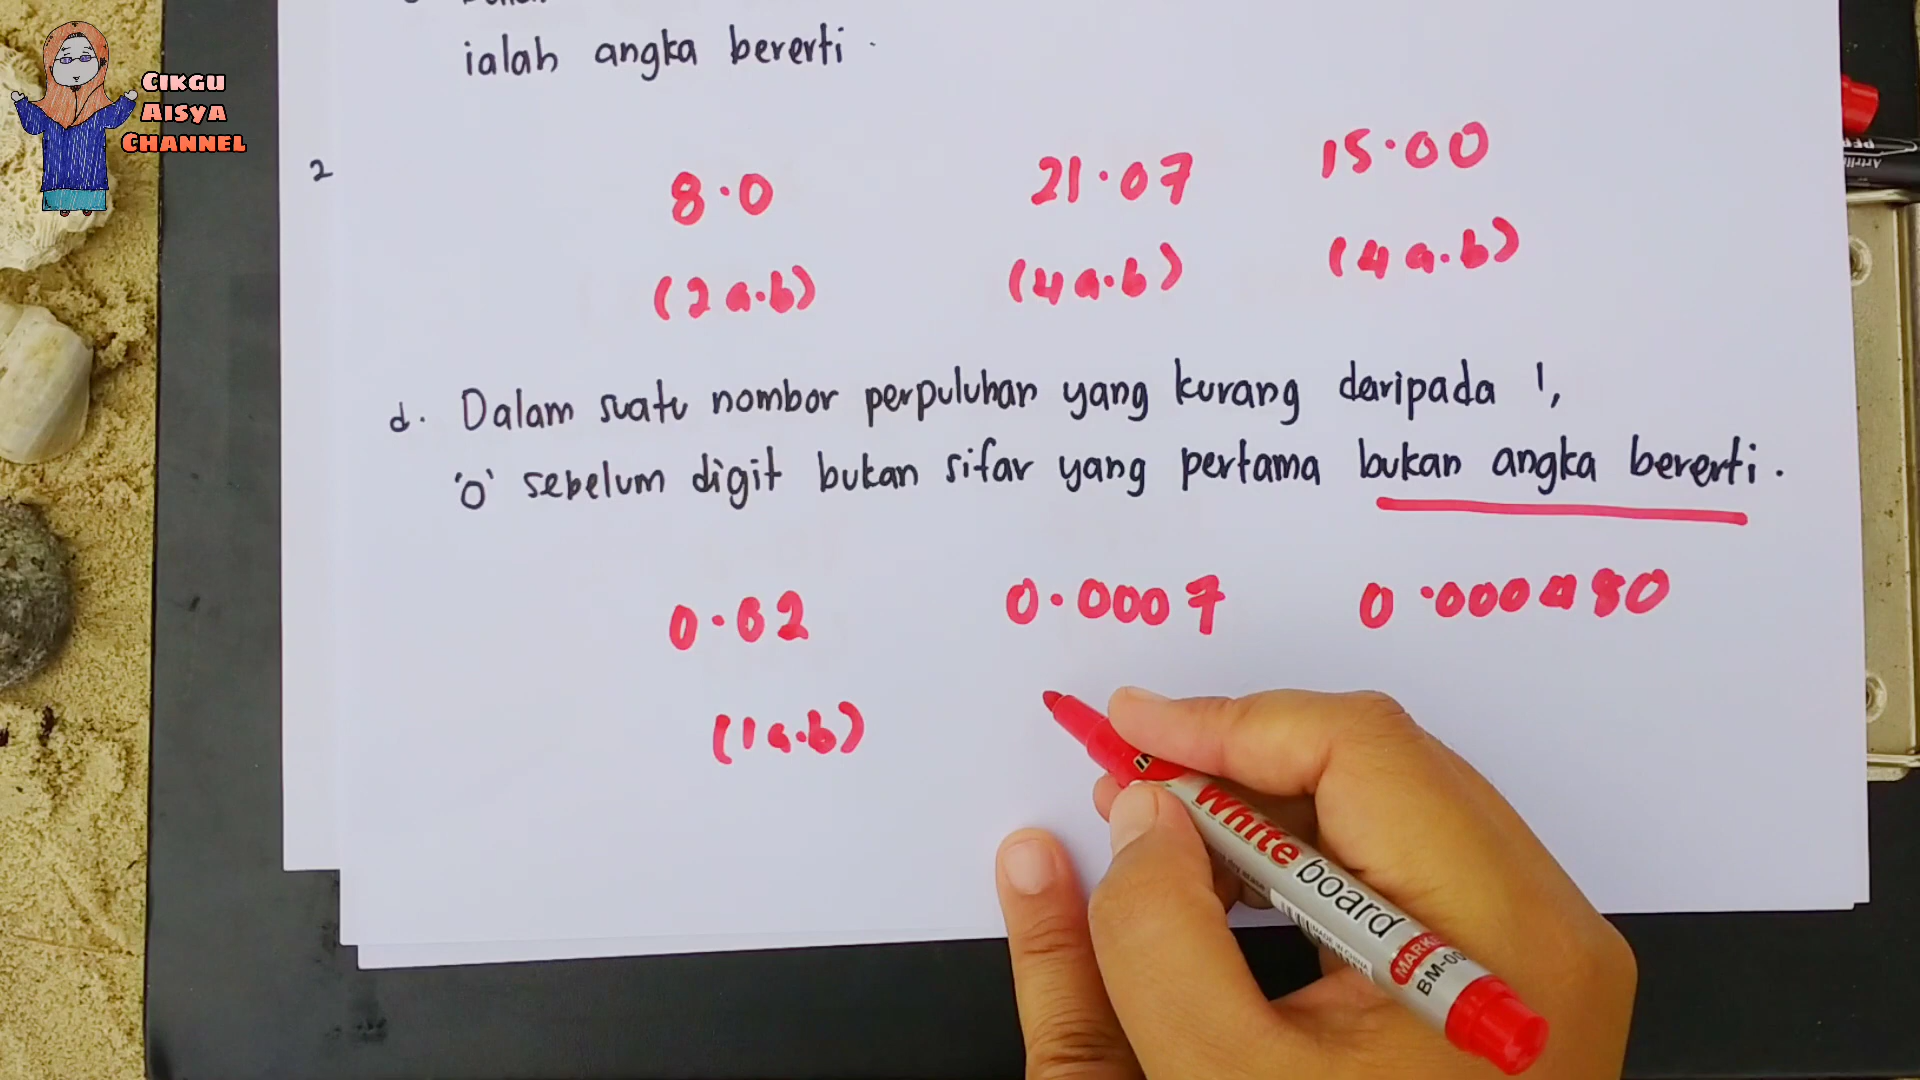 ialah angka bererti.
CIKGU
AISYA
CHANNEL
2
8.0 21.07 15.00
(2 a.b) (4 a.b) (4 a.b)
d. Dalam suatu nombor perpuluhan yang kurang daripada 1,
'0' sebelum digit bukan sifar yang pertama bukan angka bererti.
0.02 0.0007 0.000480
(1 a.b)
White board
MARK
BM-00